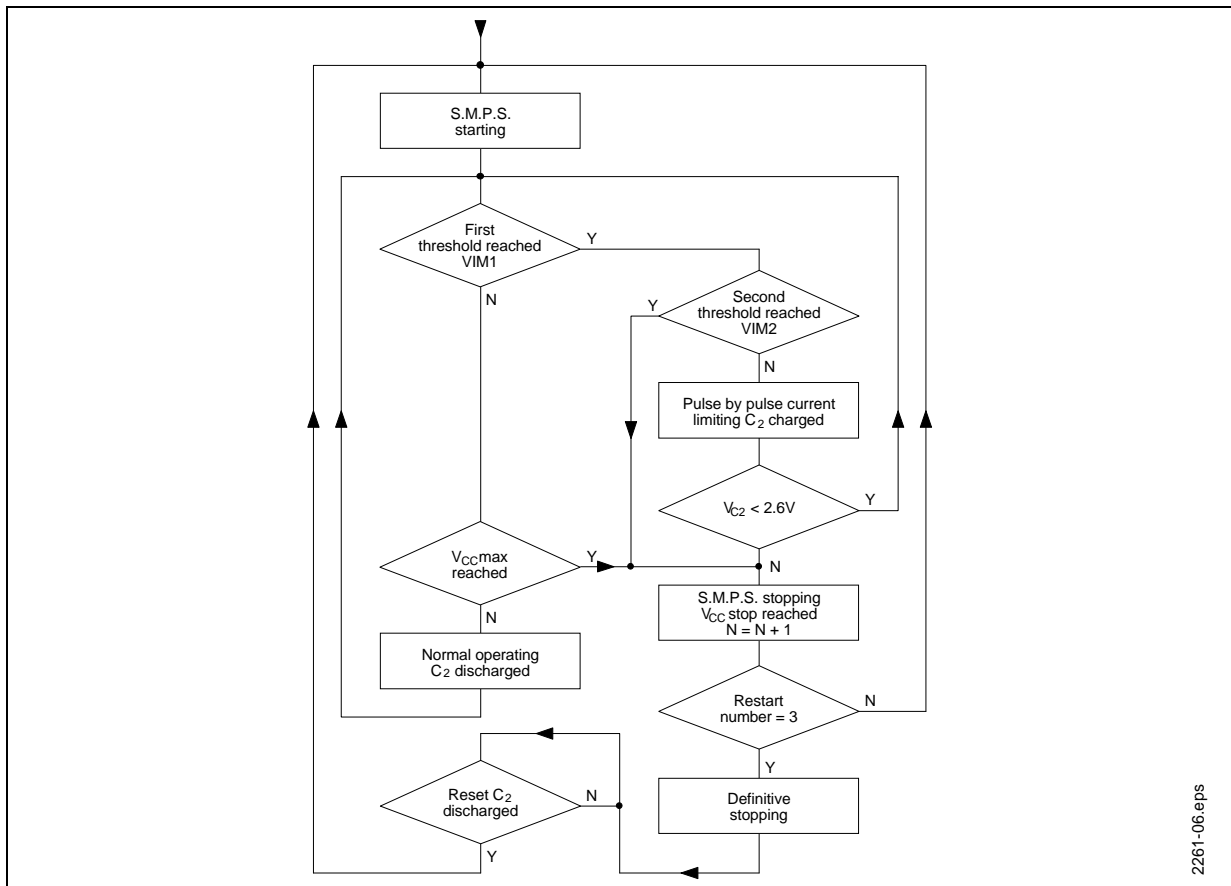 S.M.P.S.
starting
First
threshold reached
VIM1
Y
N
Second
threshold reached
VIM2
Y
N
Pulse by pulse current
limiting C2 charged
VC2 < 2.6V
Y
N
VCCmax
reached
Y
N
S.M.P.S. stopping
VCC stop reached
N = N + 1
Normal operating
C2 discharged
Restart
number = 3
N
Y
Reset C2
discharged
N
Y
Definitive
stopping
2261-06.eps